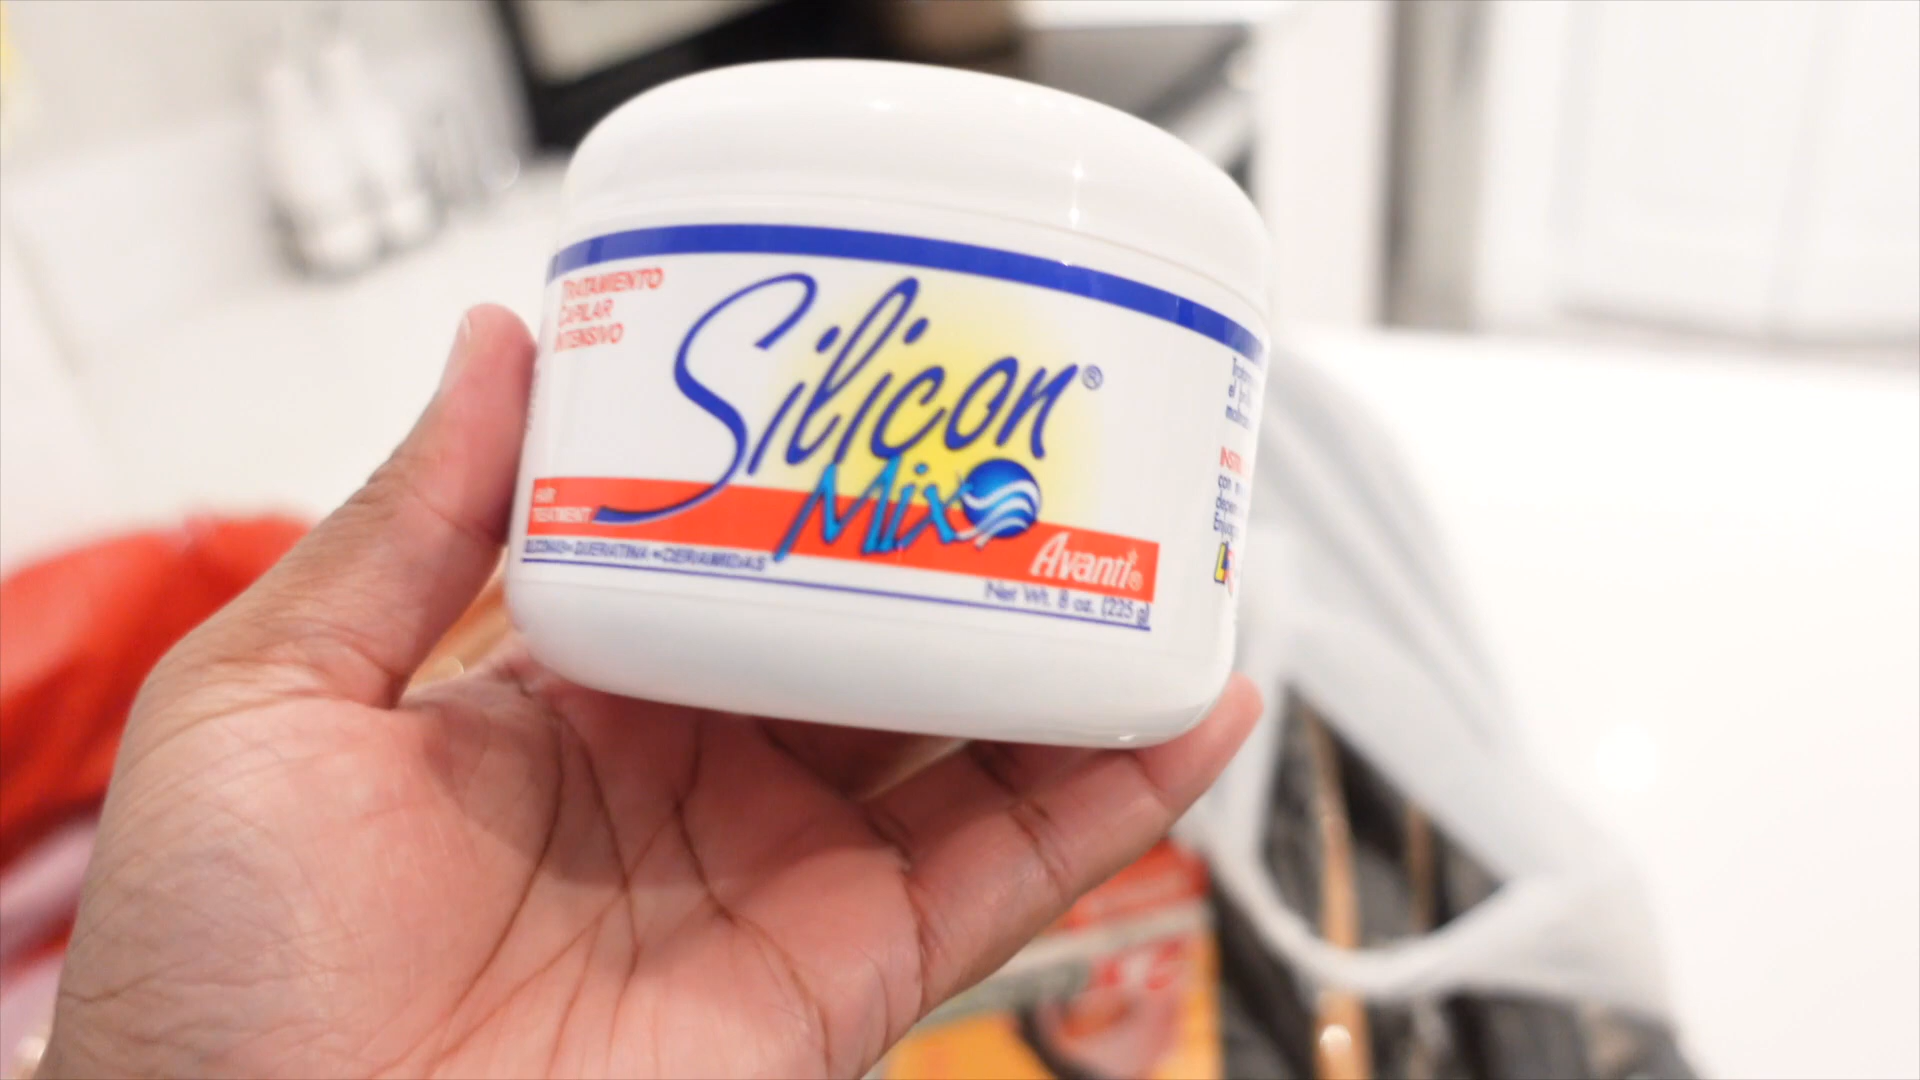 TRATAMIENTO
CAPILAR
INTENSIVO
Silicon®
Mix
HAIR
TREATMENT
SILICONAS • QUERATINA • CERAMIDAS
Avanti®
Net Wt. 8 oz. (225 g)